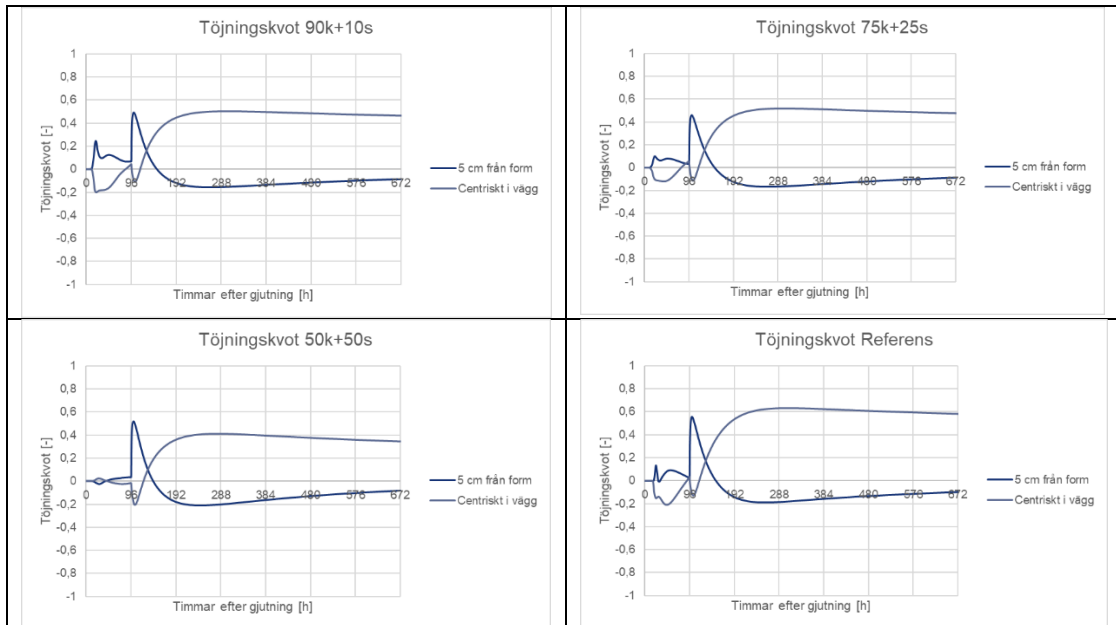 Töjningskvot 90k+10s
1
0,8
0,6
0,4
0,2
0
-0,2
-0,4
-0,6
-0,8
-1
Töjningskvot [-]
0 96 192 288 384 480 576 672
Timmar efter gjutning [h]
5 cm från form
Centriskt i vägg
Töjningskvot 75k+25s
1
0,8
0,6
0,4
0,2
0
-0,2
-0,4
-0,6
-0,8
-1
Töjningskvot [-]
0 96 192 288 384 480 576 672
Timmar efter gjutning [h]
5 cm från form
Centriskt i vägg
Töjningskvot 50k+50s
1
0,8
0,6
0,4
0,2
0
-0,2
-0,4
-0,6
-0,8
-1
Töjningskvot [-]
0 96 192 288 384 480 576 672
Timmar efter gjutning [h]
5 cm från form
Centriskt i vägg
Töjningskvot Referens
1
0,8
0,6
0,4
0,2
0
-0,2
-0,4
-0,6
-0,8
-1
Töjningskvot [-]
0 96 192 288 384 480 576 672
Timmar efter gjutning [h]
5 cm från form
Centriskt i vägg